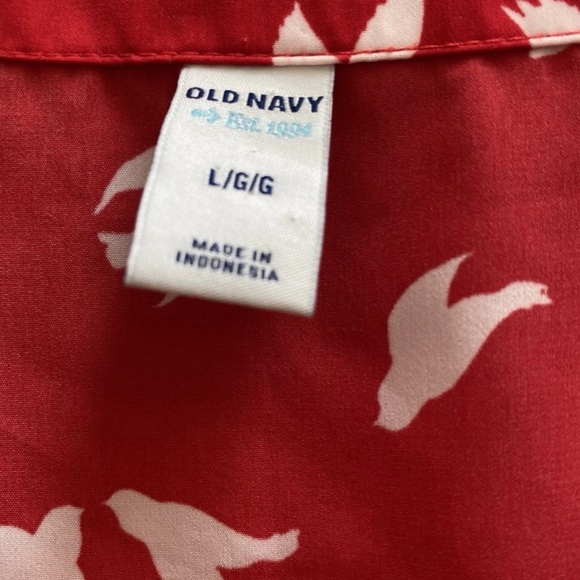 OLD NAVY
Est. 1994
L/G/G
MADE IN
INDONESIA